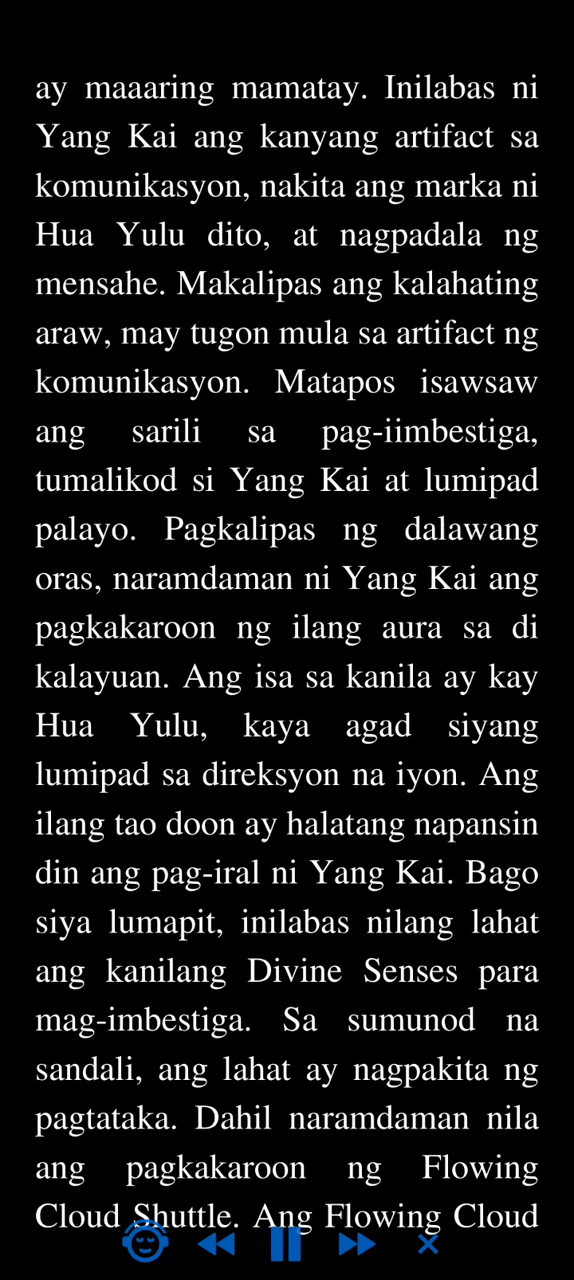 ay maaaring mamatay. Inilabas ni
Yang Kai ang kanyang artifact sa
komunikasyon, nakita ang marka ni
Hua Yulu dito, at nagpadala ng
mensahe. Makalipas ang kalahating
araw, may tugon mula sa artifact ng
komunikasyon. Matapos isawsaw
ang sarili sa pag-iimbestiga,
tumalikod si Yang Kai at lumipad
palayo. Pagkalipas ng dalawang
oras, naramdaman ni Yang Kai ang
pagkakaroon ng ilang aura sa di
kalayuan. Ang isa sa kanila ay kay
Hua Yulu, kaya agad siyang
lumipad sa direksyon na iyon. Ang
ilang tao doon ay halatang napansin
din ang pag-iral ni Yang Kai. Bago
siya lumapit, inilabas nilang lahat
ang kanilang Divine Senses para
mag-imbestiga. Sa sumunod na
sandali, ang lahat ay nagpakita ng
pagtataka. Dahil naramdaman nila
ang pagkakaroon ng Flowing
Cloud Shuttle. Ang Flowing Cloud